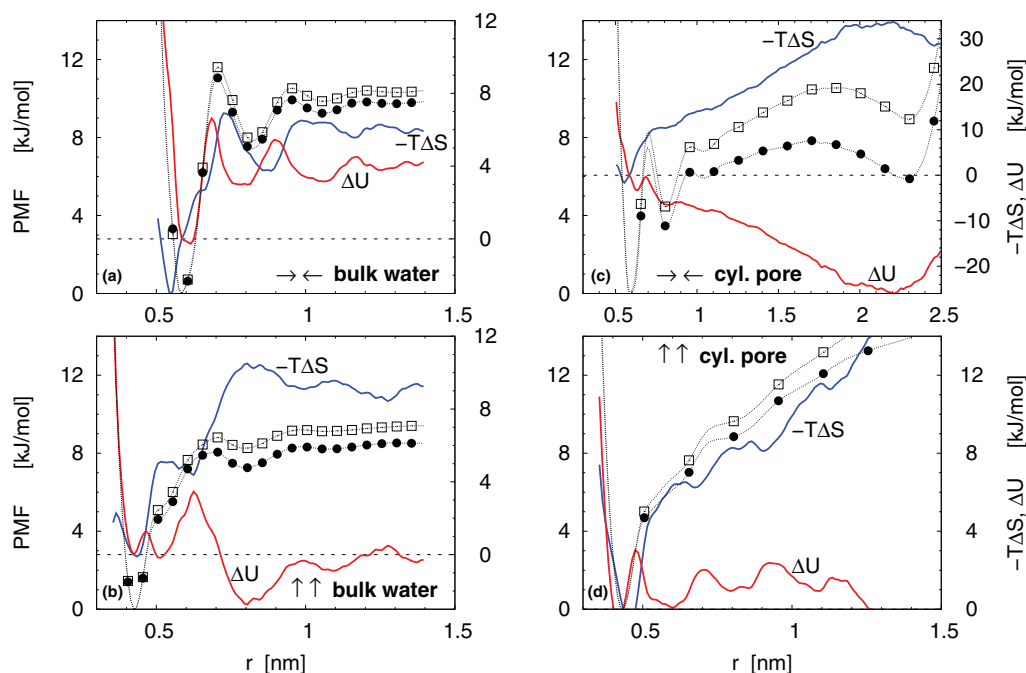 PMF [kJ/mol]
12
8
4
0
12
8
4
0
−TΔS
ΔU
(a)
→← bulk water
0.5
1
1.5
12
8
4
0
−TΔS
ΔU
(c)
→← cyl. pore
30
20
10
0
−10
−20
−TΔS, ΔU [kJ/mol]
0.5
1
1.5
2
2.5
PMF [kJ/mol]
12
8
4
0
12
8
4
0
−TΔS
ΔU
(b)
↑↑ bulk water
0.5
1
1.5
r [nm]
12
8
4
0
↑↑ cyl. pore
−TΔS
ΔU
(d)
0
−TΔS, ΔU [kJ/mol]
0.5
1
1.5
r [nm]